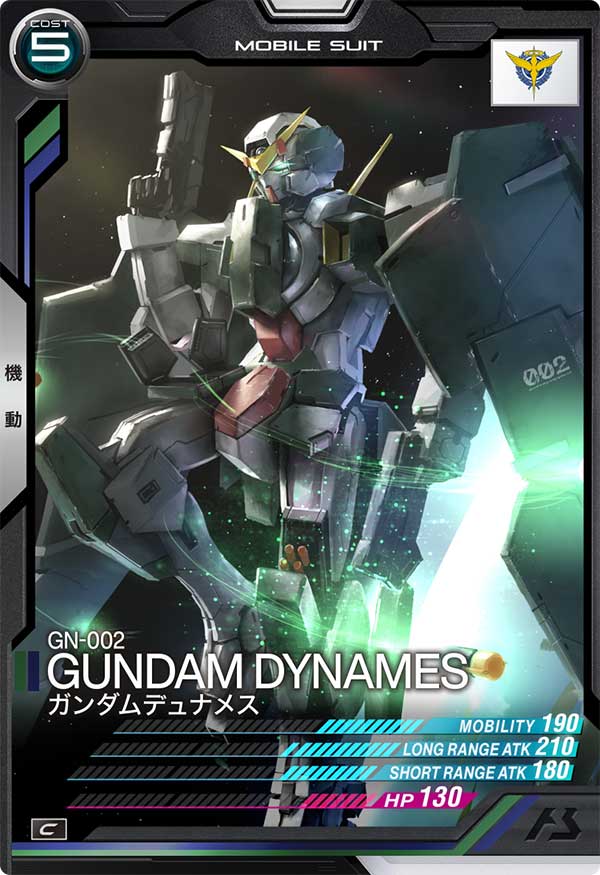 COST
5
MOBILE SUIT
機動
002
GN-002
GUNDAM DYNAMES
ガンダムデュナメス
MOBILITY 190
LONG RANGE ATK 210
SHORT RANGE ATK 180
HP 130
C